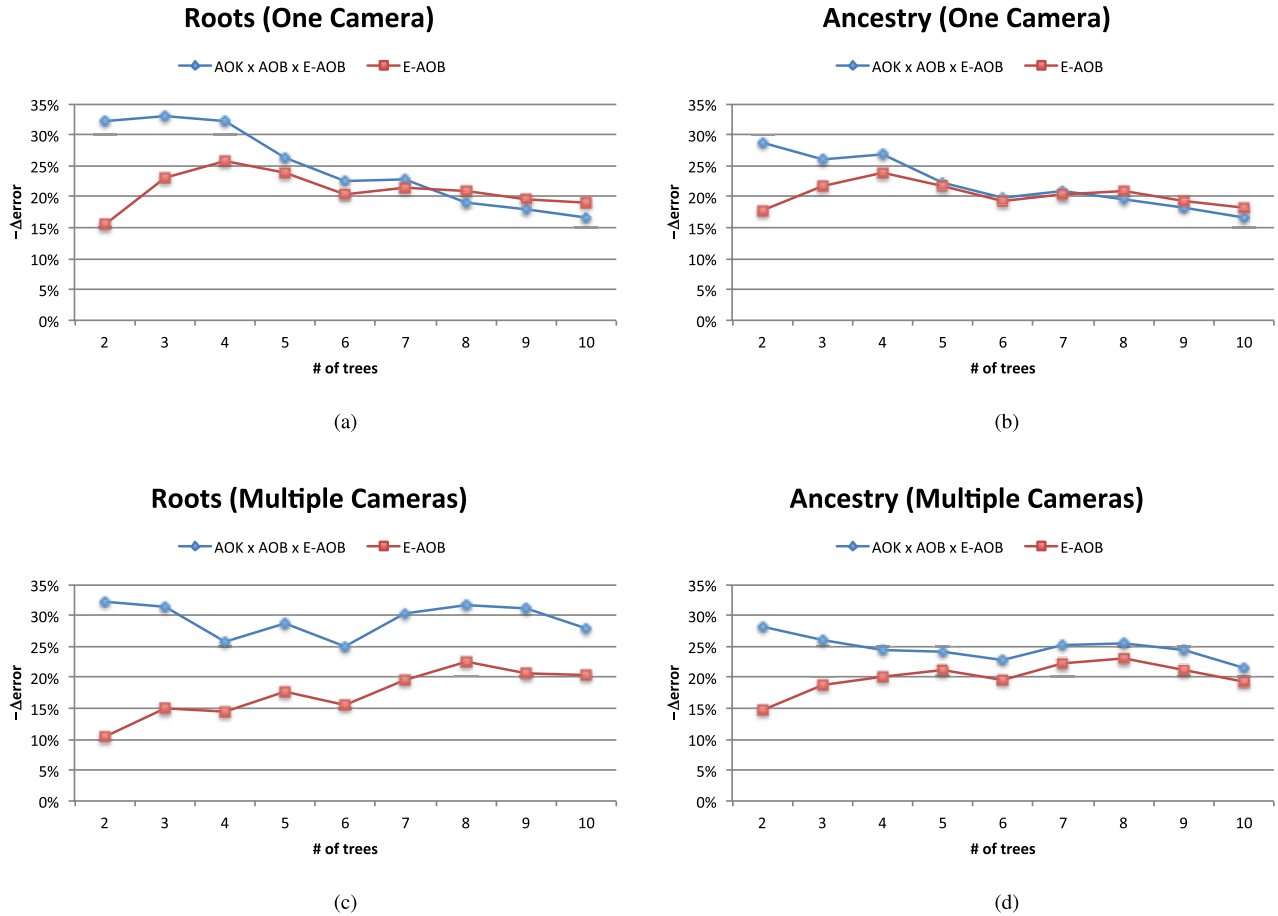 Roots (One Camera)
AOK x AOB x E-AOB
E-AOB
35%
30%
25%
20%
15%
10%
5%
0%
−Δerror
2 3 4 5 6 7 8 9 10
# of trees
(a)
Ancestry (One Camera)
AOK x AOB x E-AOB
E-AOB
35%
30%
25%
20%
15%
10%
5%
0%
−Δerror
2 3 4 5 6 7 8 9 10
# of trees
(b)
Roots (Multiple Cameras)
AOK x AOB x E-AOB
E-AOB
35%
30%
25%
20%
15%
10%
5%
0%
−Δerror
2 3 4 5 6 7 8 9 10
# of trees
(c)
Ancestry (Multiple Cameras)
AOK x AOB x E-AOB
E-AOB
35%
30%
25%
20%
15%
10%
5%
0%
−Δerror
2 3 4 5 6 7 8 9 10
# of trees
(d)